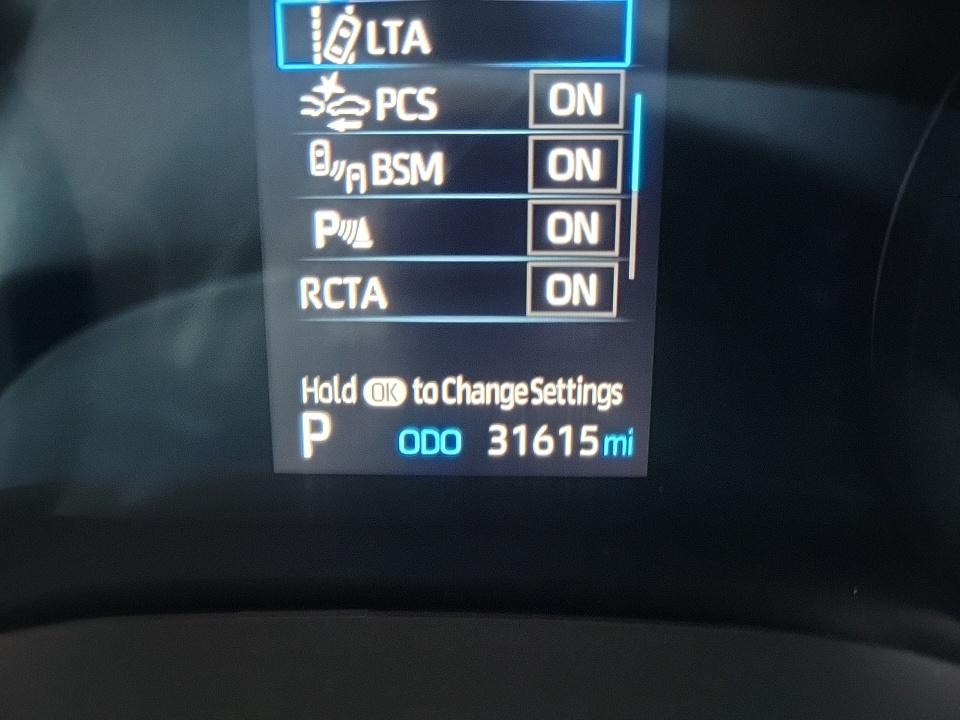 LTA
PCS ON
BSM ON
P ON
RCTA ON
Hold OK to Change Settings
P ODO 31615 mi